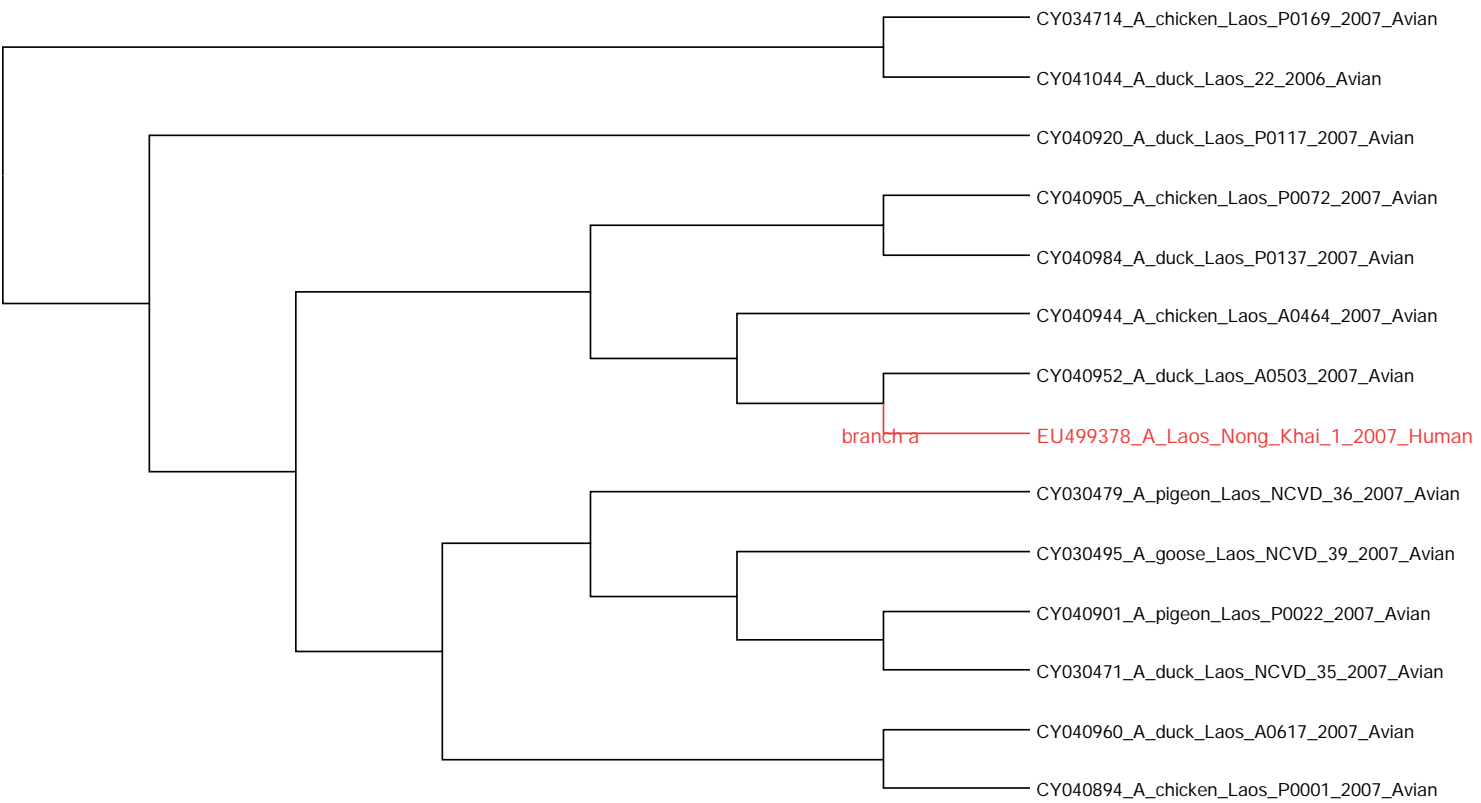 CY034714_A_chicken_Laos_P0169_2007_Avian
CY041044_A_duck_Laos_22_2006_Avian
CY040920_A_duck_Laos_P0117_2007_Avian
CY040905_A_chicken_Laos_P0072_2007_Avian
CY040984_A_duck_Laos_P0137_2007_Avian
CY040944_A_chicken_Laos_A0464_2007_Avian
CY040952_A_duck_Laos_A0503_2007_Avian
branch a EU499378_A_Laos_Nong_Khai_1_2007_Human
CY030479_A_pigeon_Laos_NCVD_36_2007_Avian
CY030495_A_goose_Laos_NCVD_39_2007_Avian
CY040901_A_pigeon_Laos_P0022_2007_Avian
CY030471_A_duck_Laos_NCVD_35_2007_Avian
CY040960_A_duck_Laos_A0617_2007_Avian
CY040894_A_chicken_Laos_P0001_2007_Avian